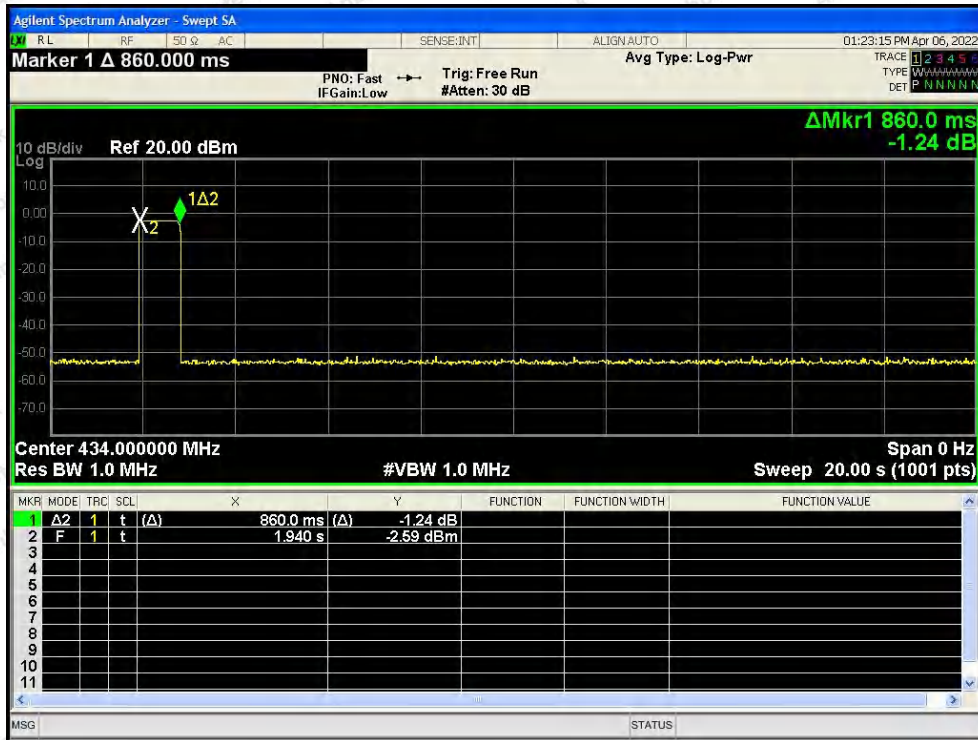 Agilent Spectrum Analyzer - Swept SA
LXI RL RF 50 Ω AC SENSE:INT ALIGN AUTO 01:23:15 PM Apr 06, 2022
Marker 1 Δ 860.000 ms Avg Type: Log-Pwr TRACE 1 2 3 4 5 6
PNO: Fast Trig: Free Run TYPE WWWWWW
IFGain:Low #Atten: 30 dB DET P N N N N N
ΔMkr1 860.0 ms
10 dB/div Ref 20.00 dBm -1.24 dB
Log
10.0
1Δ2
0.00
2
-10.0
-20.0
-30.0
-40.0
-50.0
-60.0
-70.0
Center 434.000000 MHz Span 0 Hz
Res BW 1.0 MHz #VBW 1.0 MHz Sweep 20.00 s (1001 pts)
MKR MODE TRC SCL X Y FUNCTION FUNCTION WIDTH FUNCTION VALUE
1 Δ2 1 t (Δ) 860.0 ms (Δ) -1.24 dB
2 F 1 t 1.940 s -2.59 dBm
3
4
5
6
7
8
9
10
11
MSG STATUS